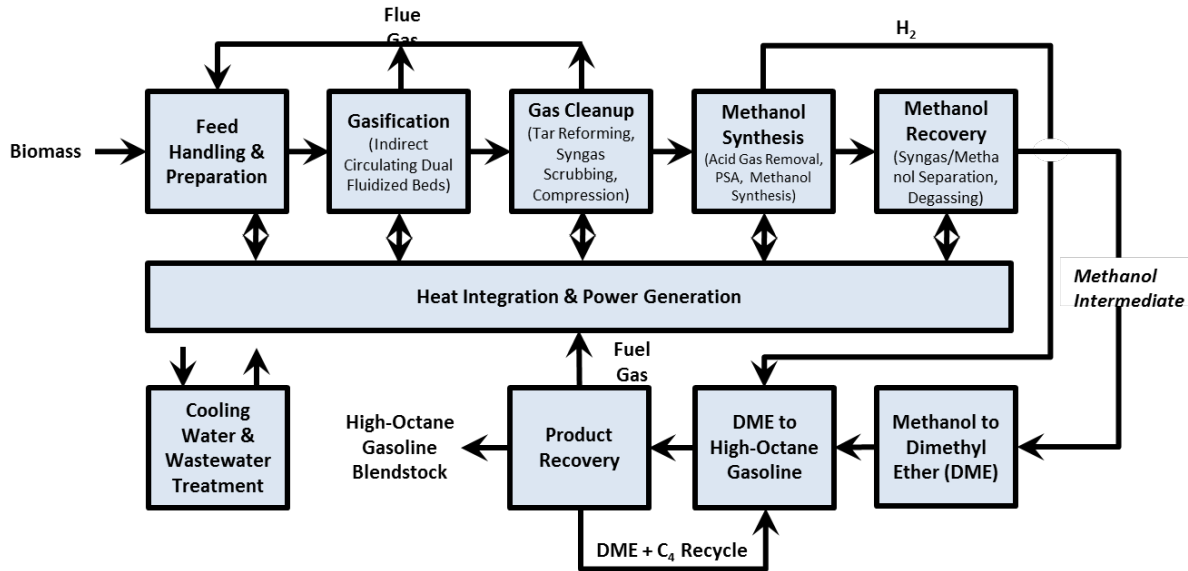 Flue
Gas
H₂
Biomass
Feed
Handling &
Preparation
Gasification
(Indirect
Circulating Dual
Fluidized Beds)
Gas Cleanup
(Tar Reforming,
Syngas
Scrubbing,
Compression)
Methanol
Synthesis
(Acid Gas Removal,
PSA, Methanol
Synthesis)
Methanol
Recovery
(Syngas/Metha
nol Separation,
Degassing)
Heat Integration & Power Generation
Methanol
Intermediate
Fuel
Gas
Cooling
Water &
Wastewater
Treatment
High-Octane
Gasoline
Blendstock
Product
Recovery
DME to
High-Octane
Gasoline
Methanol to
Dimethyl
Ether (DME)
DME + C₄ Recycle